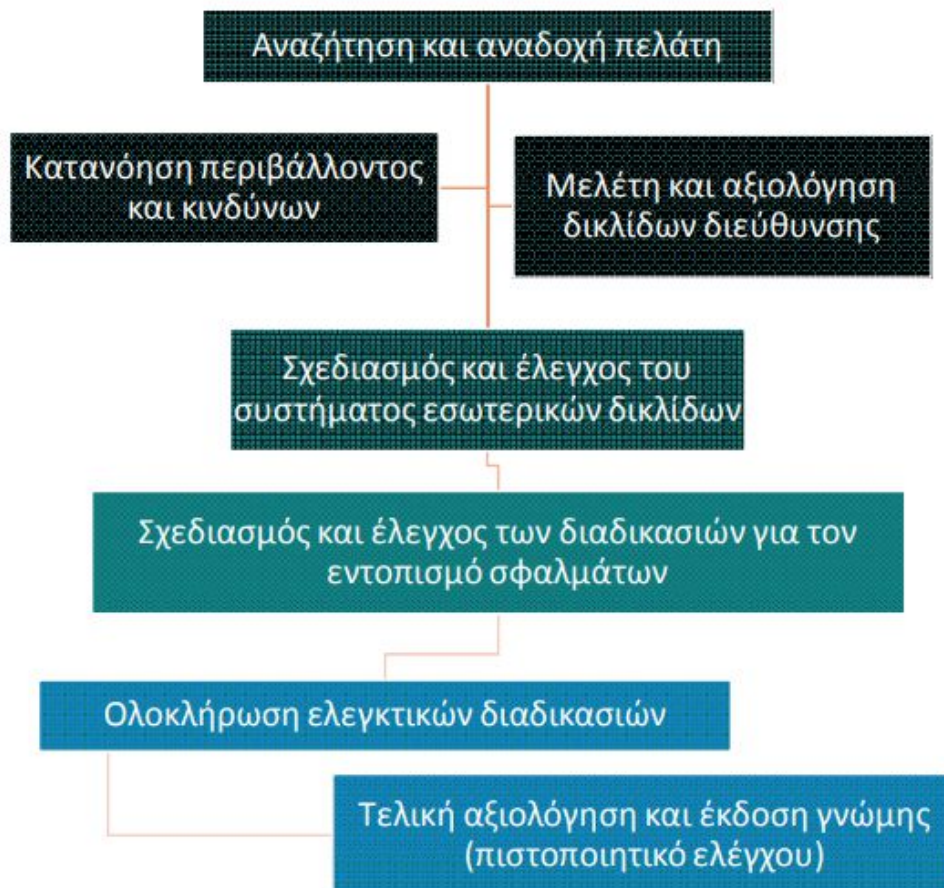 Αναζήτηση και αναδοχή πελάτη
Κατανόηση περιβάλλοντος
και κινδύνων
Μελέτη και αξιολόγηση
δικλίδων διεύθυνσης
Σχεδιασμός και έλεγχος του
συστήματος εσωτερικών δικλίδων
Σχεδιασμός και έλεγχος των διαδικασιών για τον
εντοπισμό σφαλμάτων
Ολοκλήρωση ελεγκτικών διαδικασιών
Τελική αξιολόγηση και έκδοση γνώμης
(πιστοποιητικό ελέγχου)